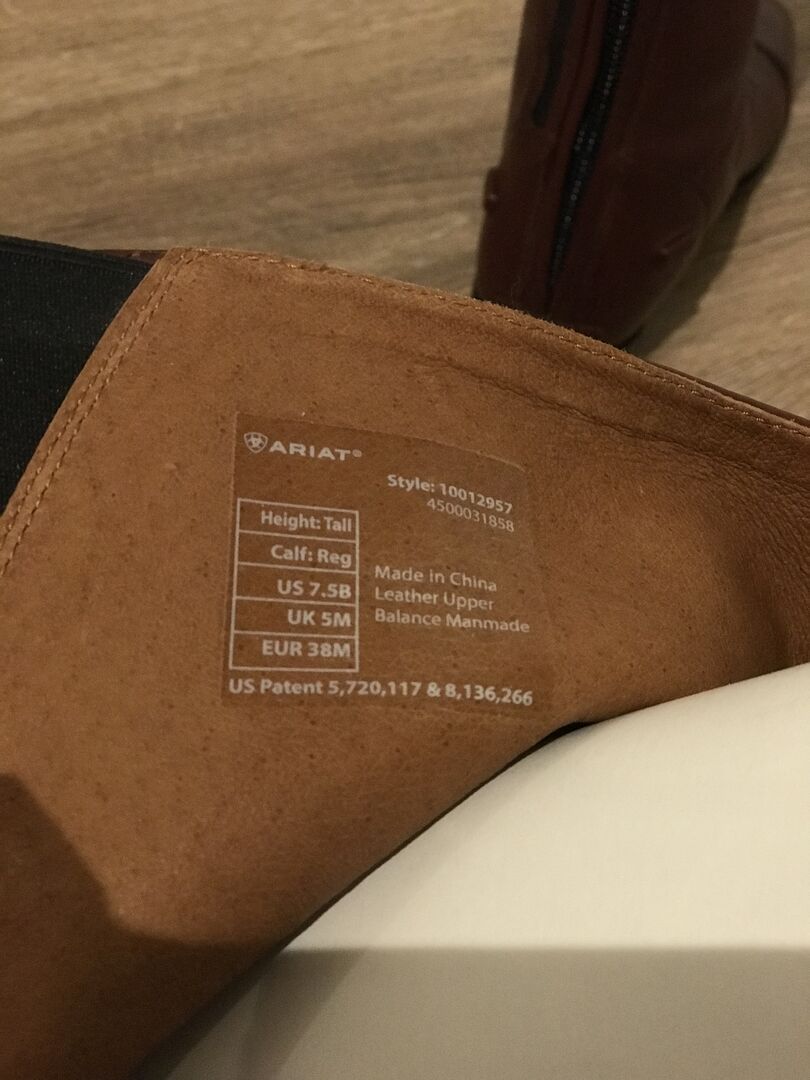 ARIAT®
Style: 10012957
4500031858
Height: Tall
Calf: Reg
US 7.5B
UK 5M
EUR 38M
Made in China
Leather Upper
Balance Manmade
US Patent 5,720,117 & 8,136,266